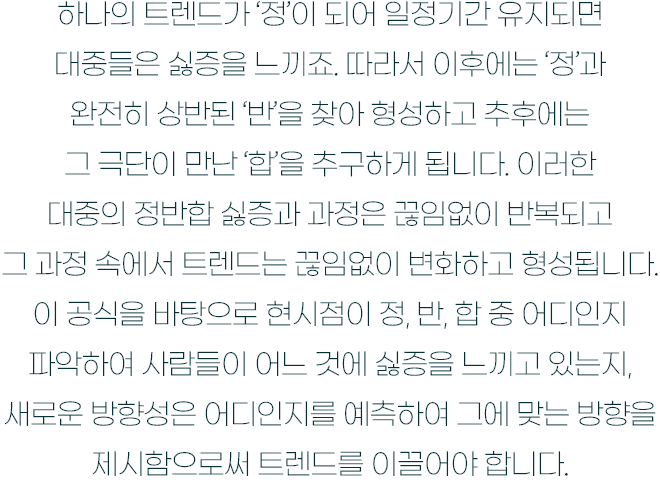 하나의 트렌드가 ‘정’이 되어 일정기간 유지되면
대중들은 싫증을 느끼죠. 따라서 이후에는 ‘정’과
완전히 상반된 ‘반’을 찾아 형성하고 추후에는
그 극단이 만난 ‘합’을 추구하게 됩니다. 이러한
대중의 정반합 싫증과 과정은 끊임없이 반복되고
그 과정 속에서 트렌드는 끊임없이 변화하고 형성됩니다.
이 공식을 바탕으로 현시점이 정, 반, 합 중 어디인지
파악하여 사람들이 어느 것에 싫증을 느끼고 있는지,
새로운 방향성은 어디인지를 예측하여 그에 맞는 방향을
제시함으로써 트렌드를 이끌어야 합니다.